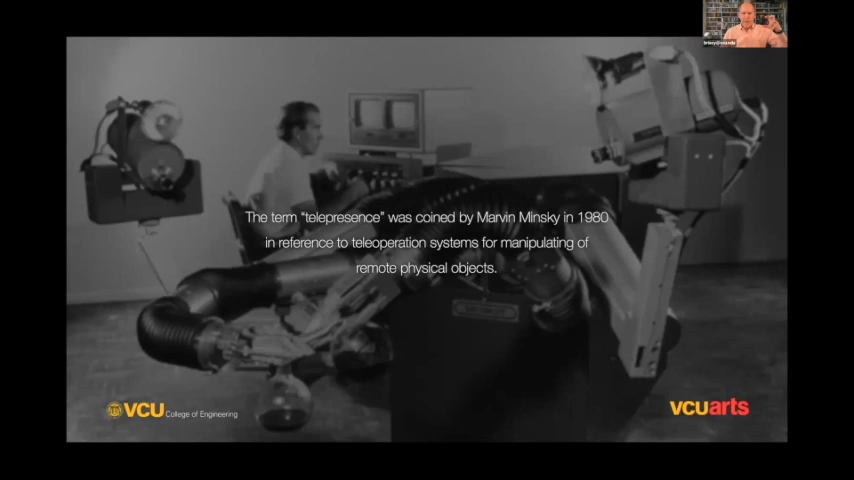 The term “telepresence” was coined by Marvin Minsky in 1980
in reference to teleoperation systems for manipulating of
remote physical objects.
VCU College of Engineering
vcuarts